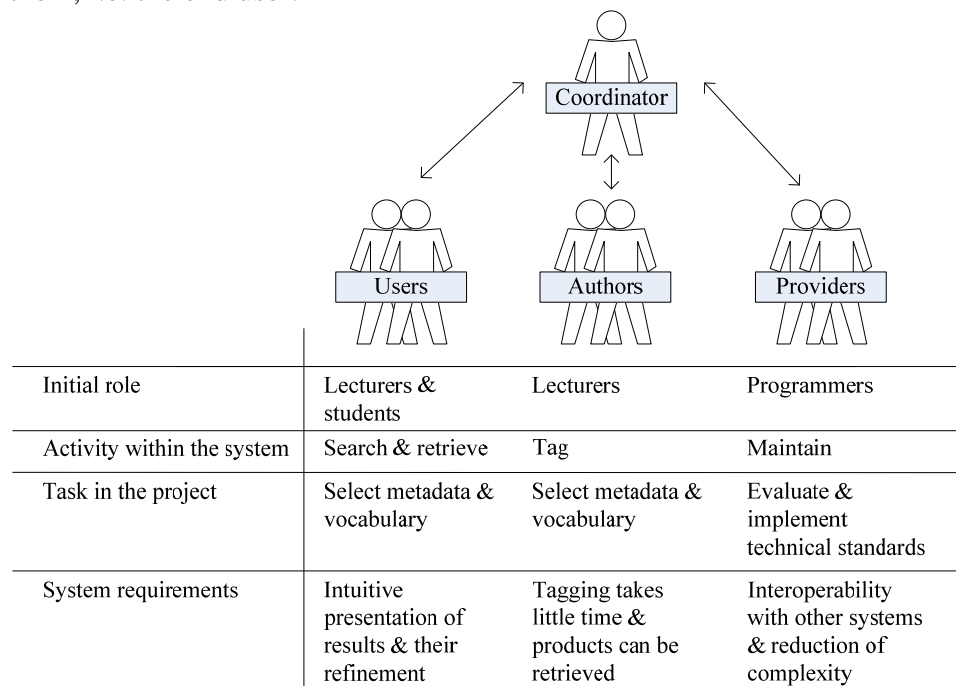 Coordinator
Users Authors Providers
Initial role Lecturers & Lecturers Programmers
students
Activity within the system Search & retrieve Tag Maintain
Task in the project Select metadata & Select metadata & Evaluate &
vocabulary vocabulary implement
technical standards
System requirements Intuitive Tagging takes Interoperability
presentation of little time & with other systems
results & their products can be & reduction of
refinement retrieved complexity